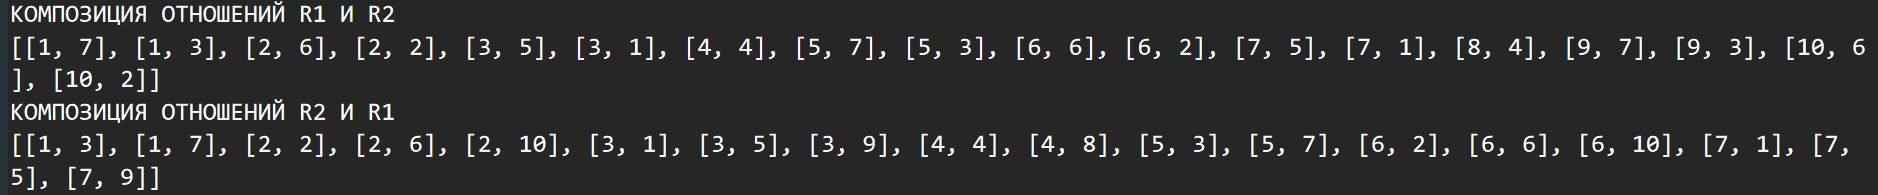 КОМПОЗИЦИЯ ОТНОШЕНИЙ R1 И R2
[[1, 7], [1, 3], [2, 6], [2, 2], [3, 5], [3, 1], [4, 4], [5, 7], [5, 3], [6, 6], [6, 2], [7, 5], [7, 1], [8, 4], [9, 7], [9, 3], [10, 6
], [10, 2]]
КОМПОЗИЦИЯ ОТНОШЕНИЙ R2 И R1
[[1, 3], [1, 7], [2, 2], [2, 6], [2, 10], [3, 1], [3, 5], [3, 9], [4, 4], [4, 8], [5, 3], [5, 7], [6, 2], [6, 6], [6, 10], [7, 1], [7,
5], [7, 9]]